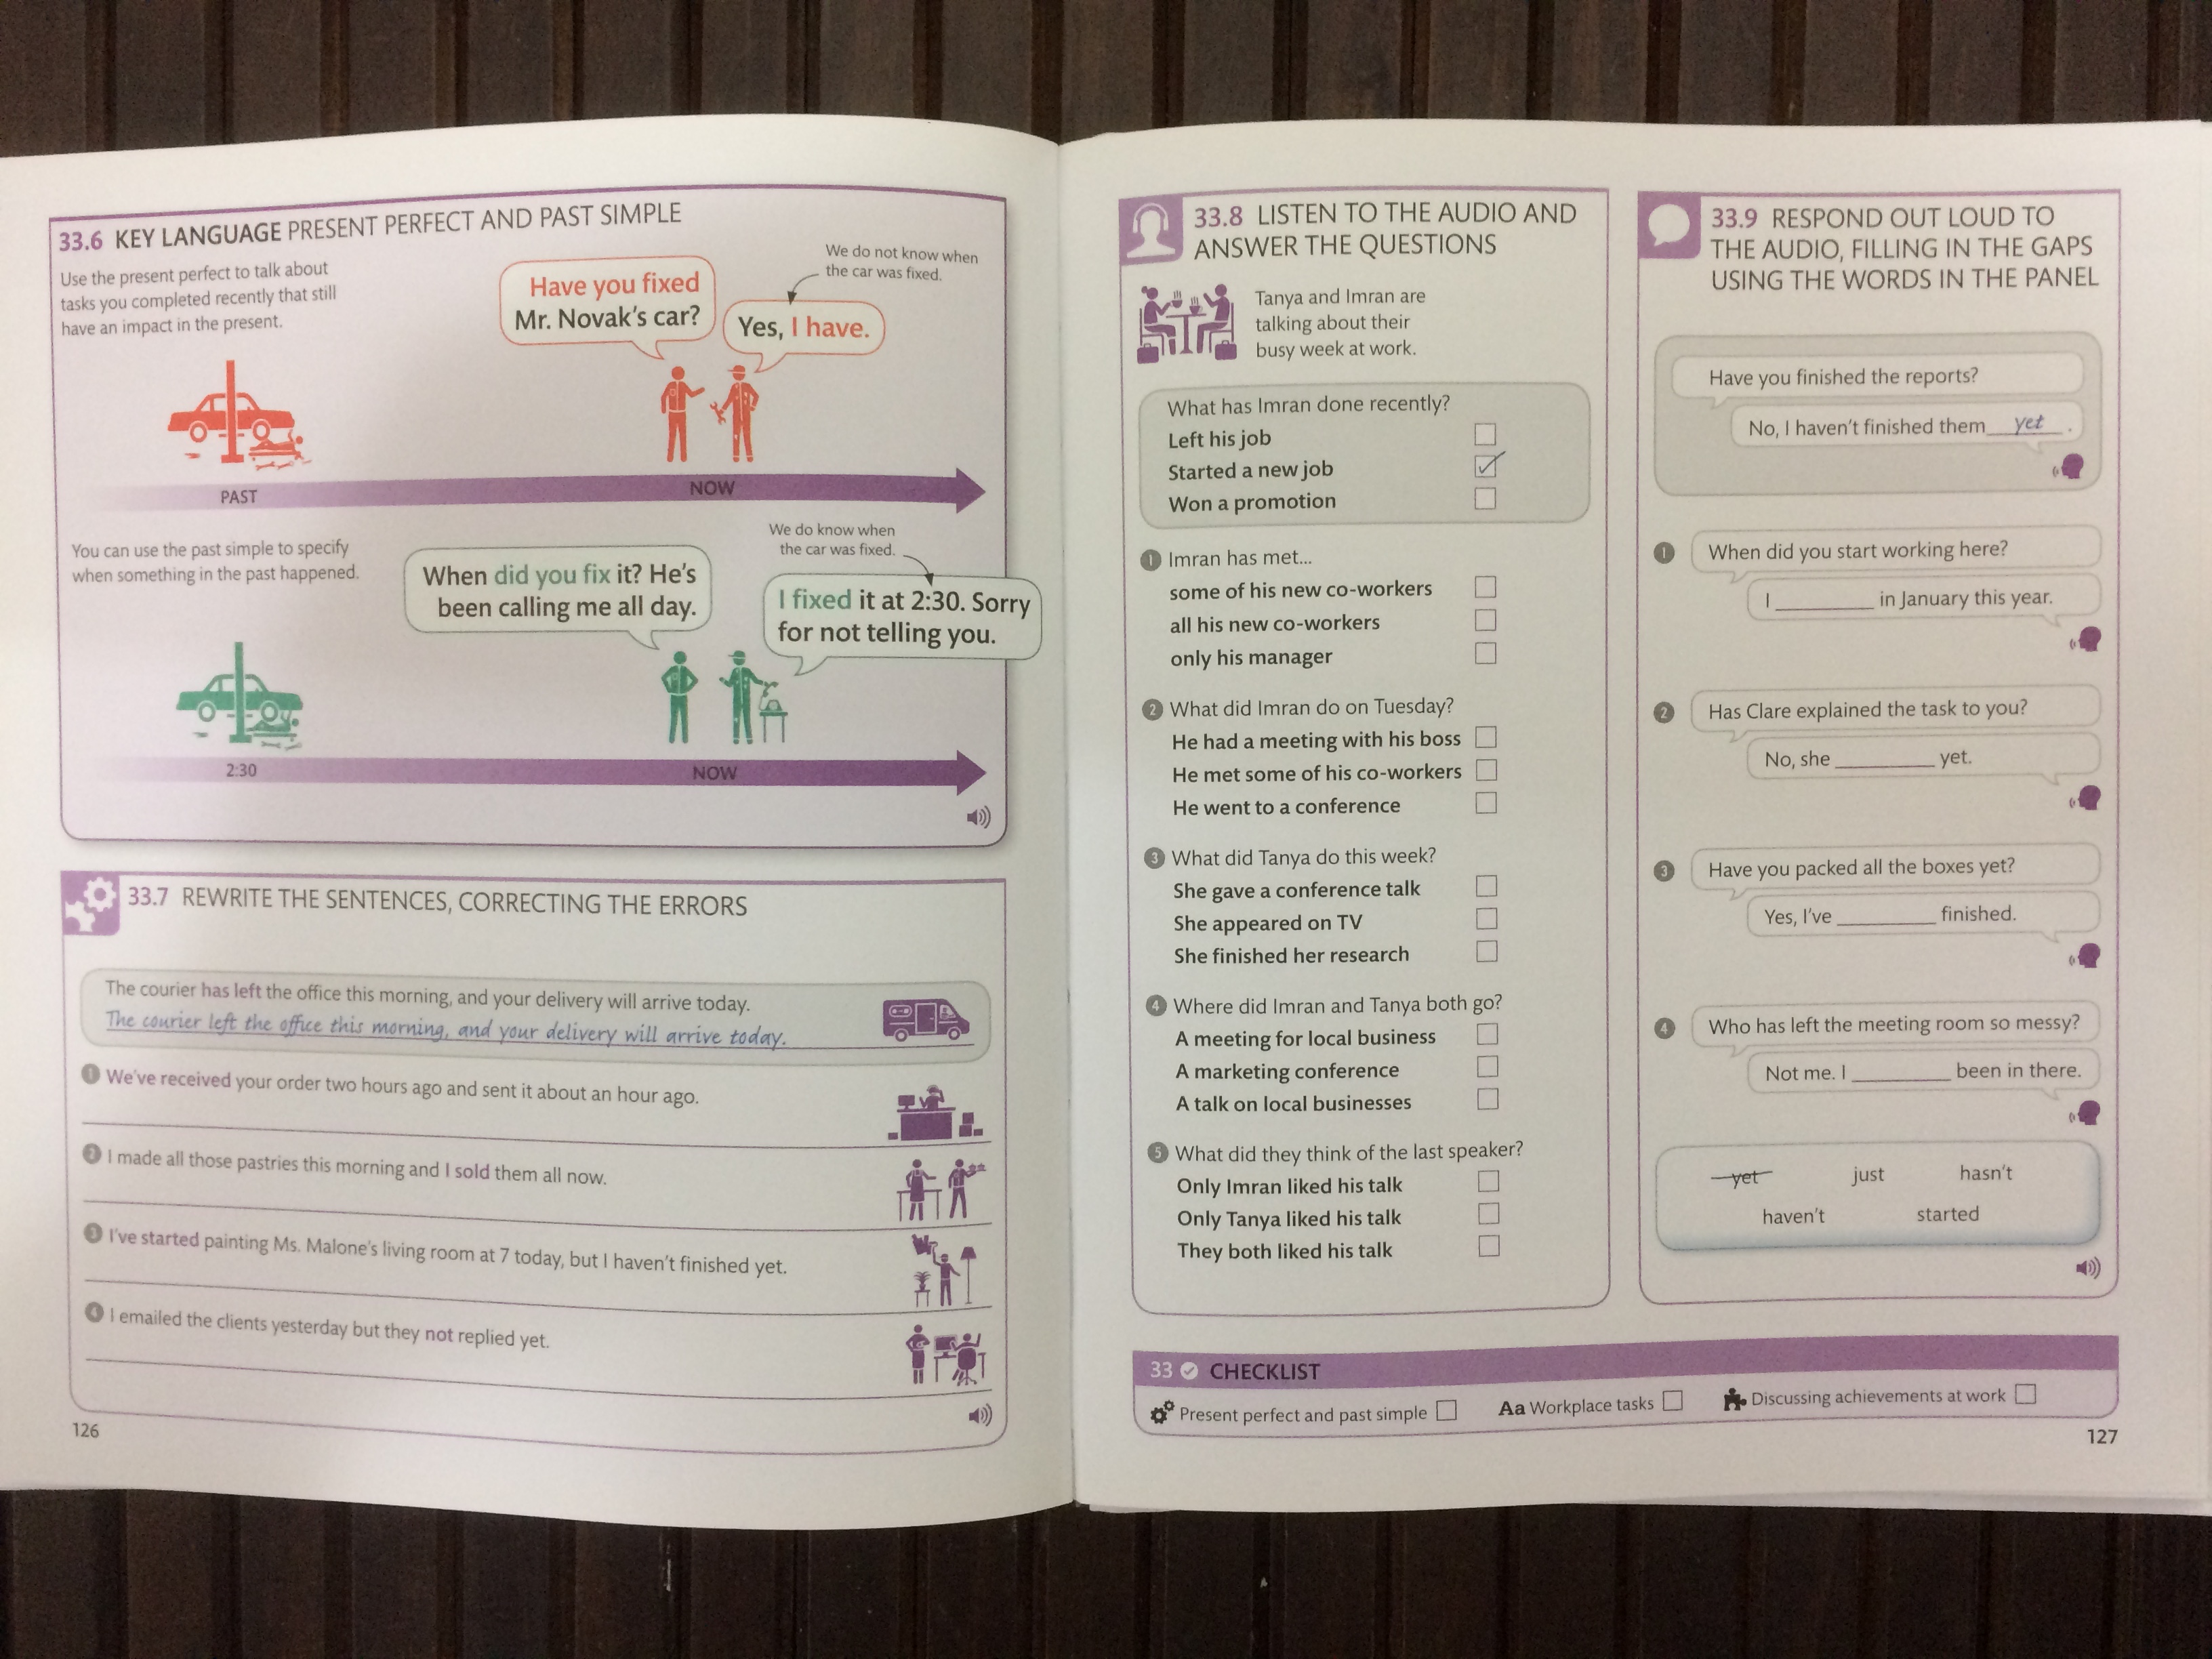 33.6 KEY LANGUAGE PRESENT PERFECT AND PAST SIMPLE
Use the present perfect to talk about
tasks you completed recently that still
have an impact in the present.
Have you fixed
Mr. Novak's car?
We do not know when
the car was fixed.
Yes, I have.
PAST
NOW
You can use the past simple to specify
when something in the past happened.
When did you fix it? He's
been calling me all day.
We do know when
the car was fixed.
I fixed it at 2:30. Sorry
for not telling you.
2:30
NOW
33.7 REWRITE THE SENTENCES, CORRECTING THE ERRORS
The courier has left the office this morning, and your delivery will arrive today.
The courier left the office this morning, and your delivery will arrive today.
1 We've received your order two hours ago and sent it about an hour ago.
2 I made all those pastries this morning and I sold them all now.
3 I've started painting Ms. Malone's living room at 7 today, but I haven't finished yet.
4 I emailed the clients yesterday but they not replied yet.
126
33.8 LISTEN TO THE AUDIO AND
ANSWER THE QUESTIONS
Tanya and Imran are
talking about their
busy week at work.
What has Imran done recently?
Left his job
Started a new job
Won a promotion
1 Imran has met...
some of his new co-workers
all his new co-workers
only his manager
2 What did Imran do on Tuesday?
He had a meeting with his boss
He met some of his co-workers
He went to a conference
3 What did Tanya do this week?
She gave a conference talk
She appeared on TV
She finished her research
4 Where did Imran and Tanya both go?
A meeting for local business
A marketing conference
A talk on local businesses
5 What did they think of the last speaker?
Only Imran liked his talk
Only Tanya liked his talk
They both liked his talk
33.9 RESPOND OUT LOUD TO
THE AUDIO, FILLING IN THE GAPS
USING THE WORDS IN THE PANEL
Have you finished the reports?
No, I haven't finished them yet.
1 When did you start working here?
I ________ in January this year.
2 Has Clare explained the task to you?
No, she ________ yet.
3 Have you packed all the boxes yet?
Yes, I've ________ finished.
4 Who has left the meeting room so messy?
Not me. I ________ been in there.
yet just hasn't
haven't started
33 CHECKLIST
Present perfect and past simple Aa Workplace tasks Discussing achievements at work
127